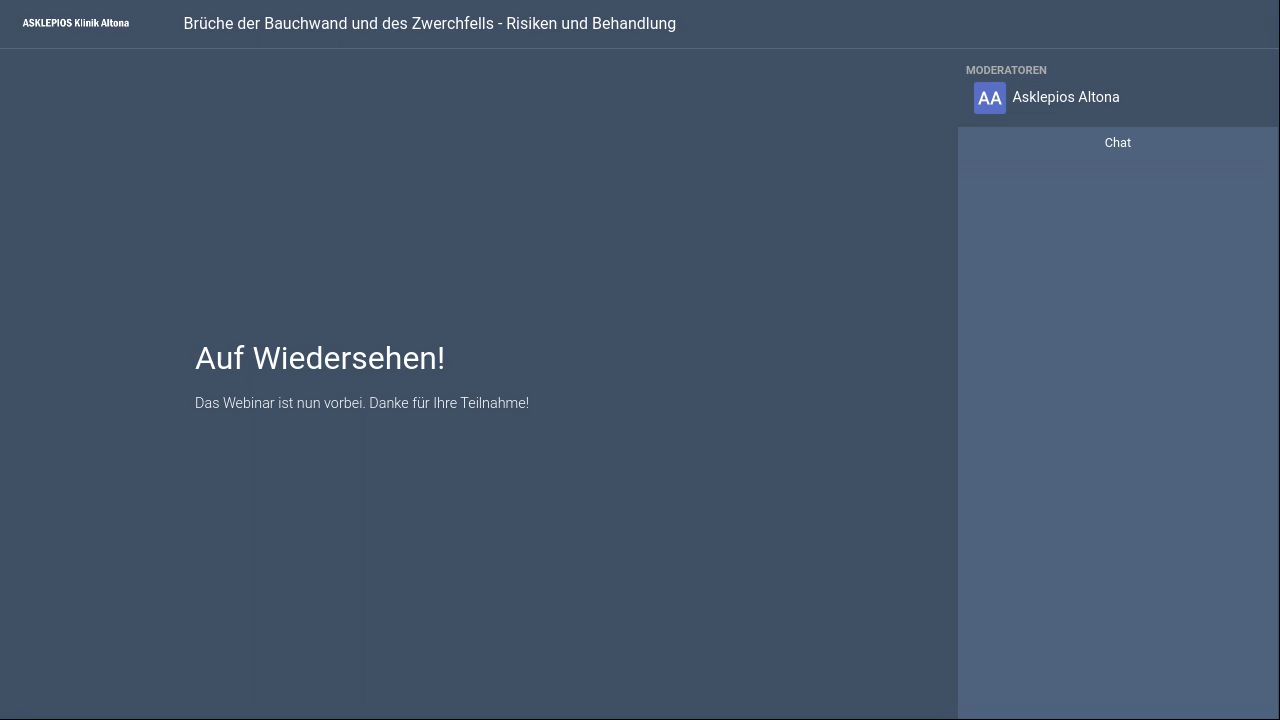 ASKLEPIOS Klinik Altona
Brüche der Bauchwand und des Zwerchfells - Risiken und Behandlung
MODERATOREN
AA Asklepios Altona
Chat
Auf Wiedersehen!
Das Webinar ist nun vorbei. Danke für Ihre Teilnahme!